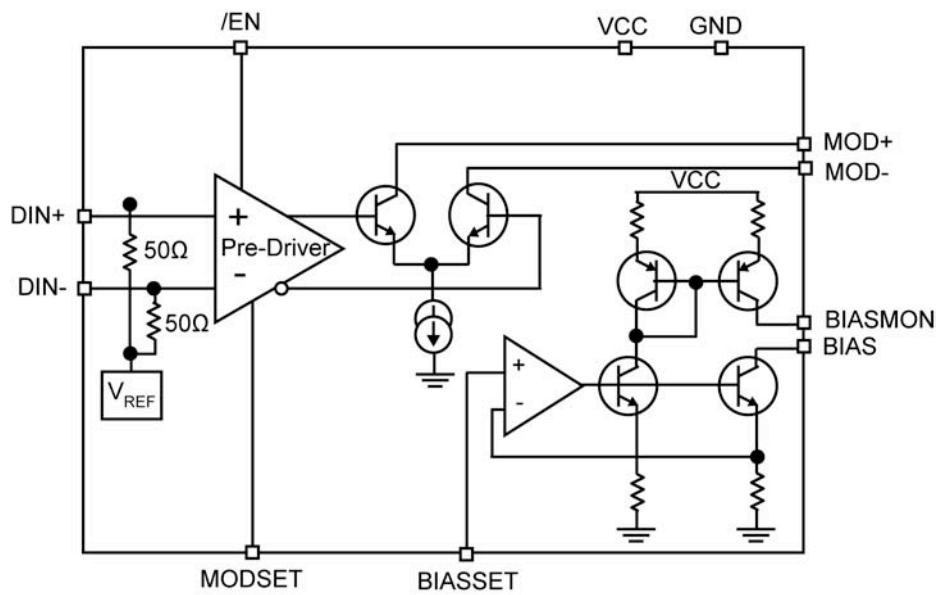 /EN
VCC
GND
MOD+
MOD-
VCC
DIN+
+
Pre-Driver
50Ω
DIN-
-
50Ω
BIASMON
BIAS
+
-
VREF
MODSET
BIASSET